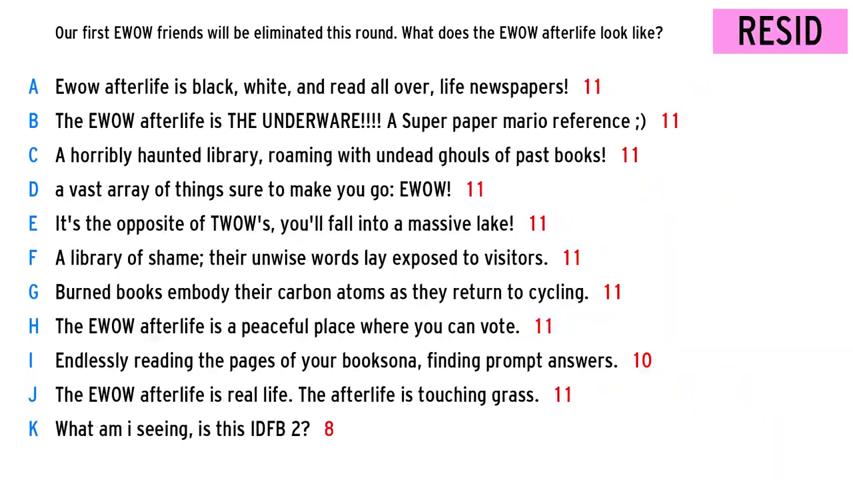 Our first EWOW friends will be eliminated this round. What does the EWOW afterlife look like?
RESID
A Ewow afterlife is black, white, and read all over, life newspapers! 11
B The EWOW afterlife is THE UNDERWARE!!!! A Super paper mario reference ;) 11
C A horribly haunted library, roaming with undead ghouls of past books! 11
D a vast array of things sure to make you go: EWOW! 11
E It's the opposite of TWOW's, you'll fall into a massive lake! 11
F A library of shame; their unwise words lay exposed to visitors. 11
G Burned books embody their carbon atoms as they return to cycling. 11
H The EWOW afterlife is a peaceful place where you can vote. 11
I Endlessly reading the pages of your booksona, finding prompt answers. 10
J The EWOW afterlife is real life. The afterlife is touching grass. 11
K What am i seeing, is this IDFB 2? 8